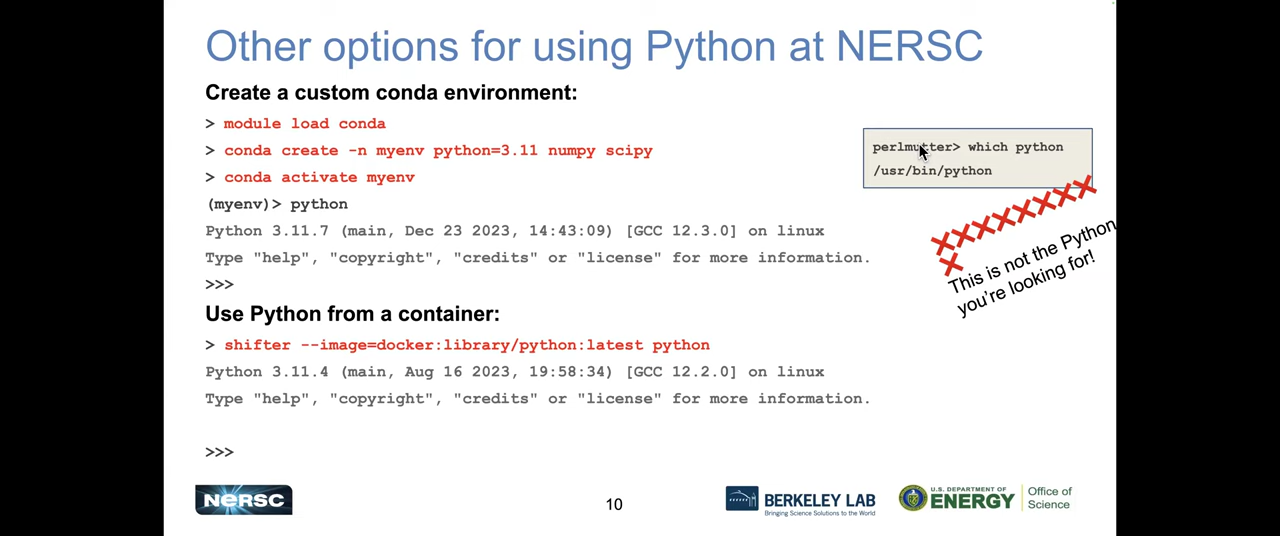 Other options for using Python at NERSC
Create a custom conda environment:
> module load conda
> conda create -n myenv python=3.11 numpy scipy
> conda activate myenv
(myenv)> python
Python 3.11.7 (main, Dec 23 2023, 14:43:09) [GCC 12.3.0] on linux
Type "help", "copyright", "credits" or "license" for more information.
>>>
perlmutter> which python
/usr/bin/python
This is not the Python
you're looking for!
Use Python from a container:
> shifter --image=docker:library/python:latest python
Python 3.11.4 (main, Aug 16 2023, 19:58:34) [GCC 12.2.0] on linux
Type "help", "copyright", "credits" or "license" for more information.
>>>
NERSC
10
BERKELEY LAB
Bringing Science Solutions to the World
U.S. DEPARTMENT OF
ENERGY
Office of
Science